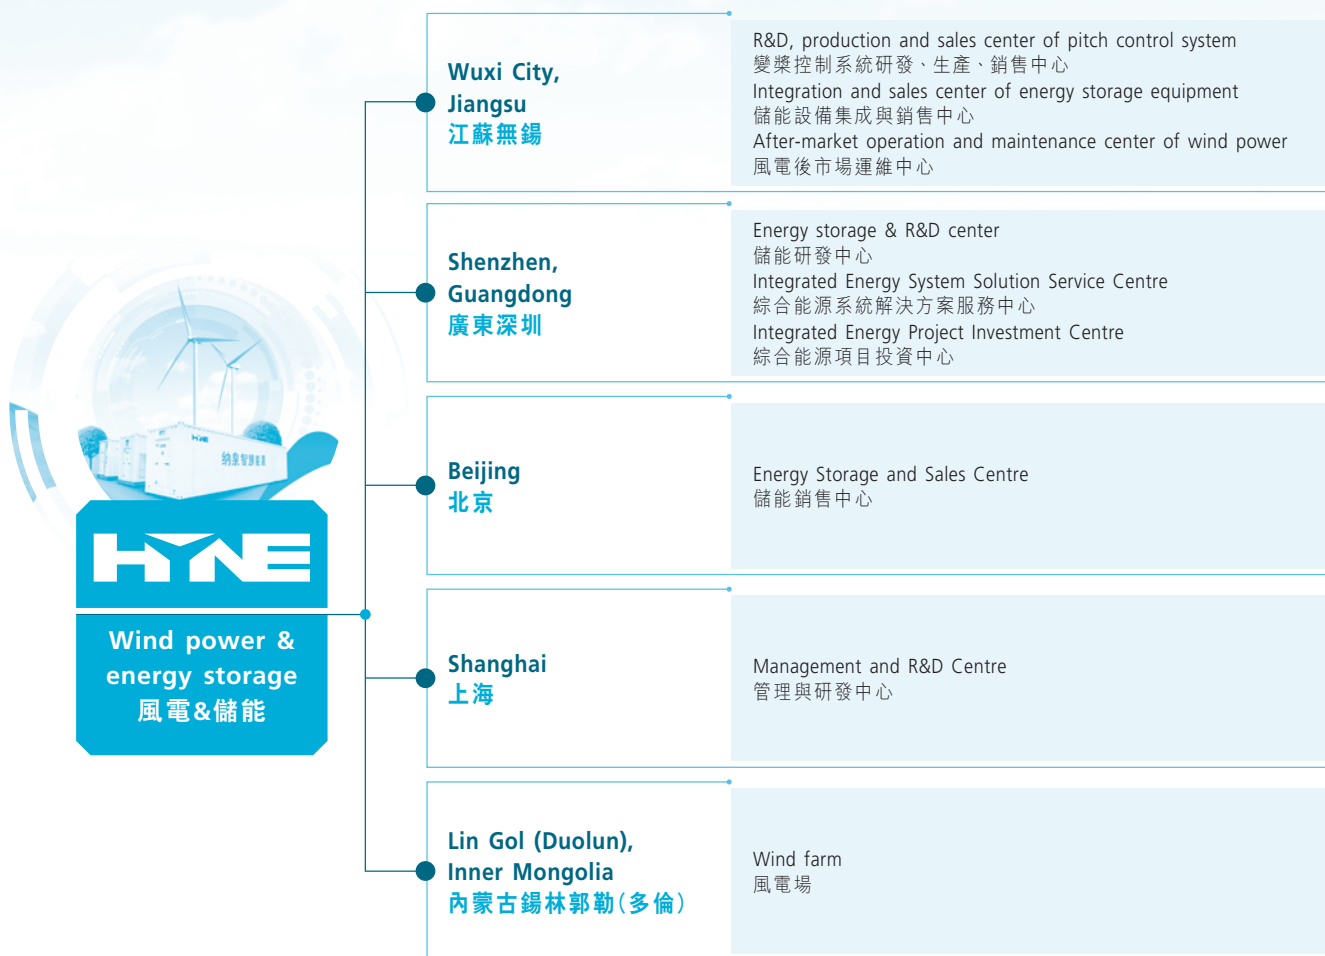 Wuxi City,
Jiangsu
江蘇無錫
R&D, production and sales center of pitch control system
變槳控制系統研發、生產、銷售中心
Integration and sales center of energy storage equipment
儲能設備集成與銷售中心
After-market operation and maintenance center of wind power
風電後市場運維中心
Shenzhen,
Guangdong
廣東深圳
Energy storage & R&D center
儲能研發中心
Integrated Energy System Solution Service Centre
綜合能源系統解決方案服務中心
Integrated Energy Project Investment Centre
綜合能源項目投資中心
Beijing
北京
Energy Storage and Sales Centre
儲能銷售中心
Shanghai
上海
Management and R&D Centre
管理與研發中心
Lin Gol (Duolun),
Inner Mongolia
內蒙古錫林郭勒(多倫)
Wind farm
風電場
HYNE
纳泉智慧能源
HYNE
Wind power &
energy storage
風電&儲能